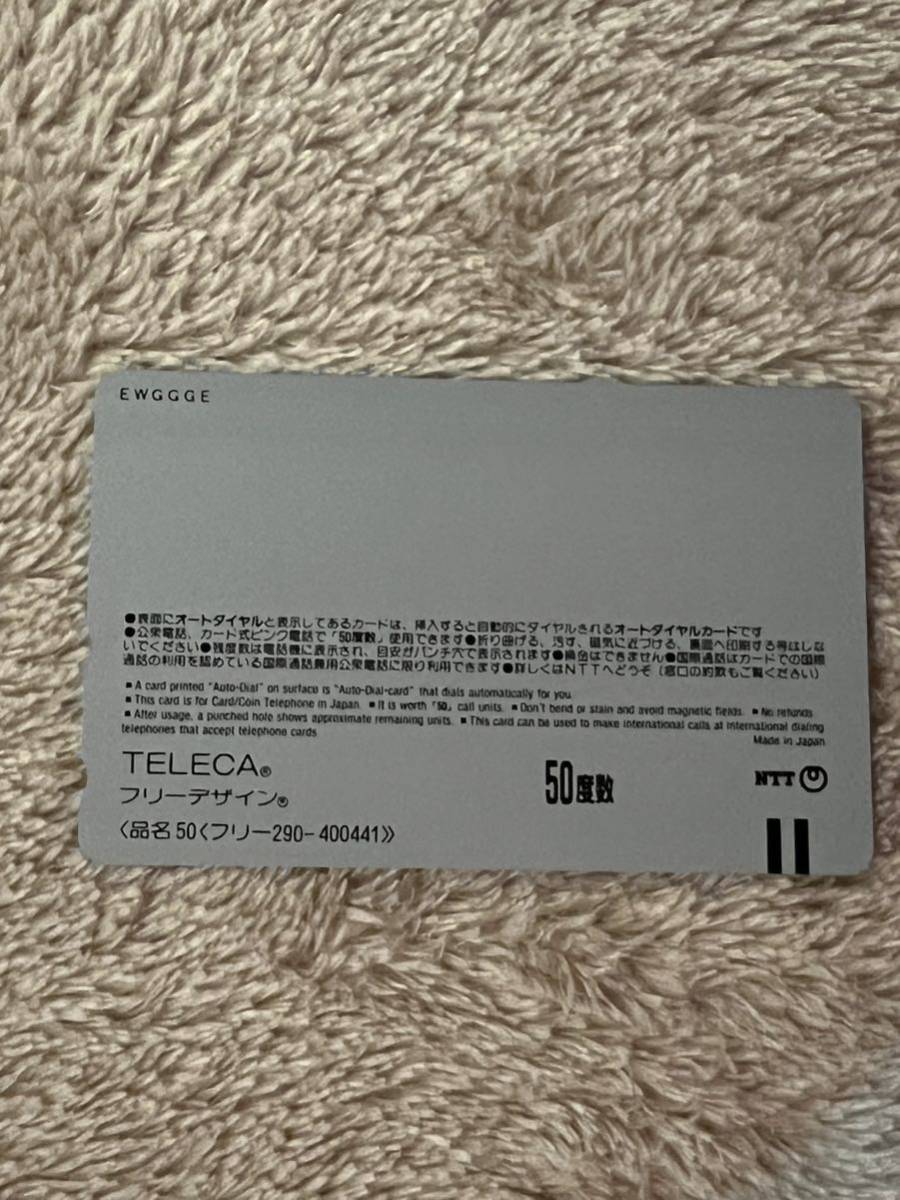 EWGGGE
●表面にオートダイヤルと表示してあるカードは、挿入すると自動的にダイヤルされるオートダイヤルカードです
●公衆電話、カード式ピンク電話で「50度数」使用できます●折り曲げる、汚す、磁気に近づける、裏面へ印刷する等はしな
いでください●残度数は電話機に表示され、目安がパンチ穴で表示されます●換金はできません●国際通話はカードでの国際
通話の利用を認めている国際通話兼用公衆電話に限り利用できます●詳しくはNTTへどうぞ(窓口の約款もご覧ください)
■ A card printed "Auto-Dial" on surface is "Auto-Dial-card" that dials automatically for you.
■ This card is for Card/Coin Telephone in Japan. ■ It is worth「50」call units. ■ Don't bend or stain and avoid magnetic fields. ■ No refunds.
■ After usage, a punched hole shows approximate remaining units. ■ This card can be used to make international calls at international dialing
telephones that accept telephone cards.
Made in Japan
TELECA®
フリーデザイン®
50度数
NTT
〈品名50〈フリー290-400441〉〉